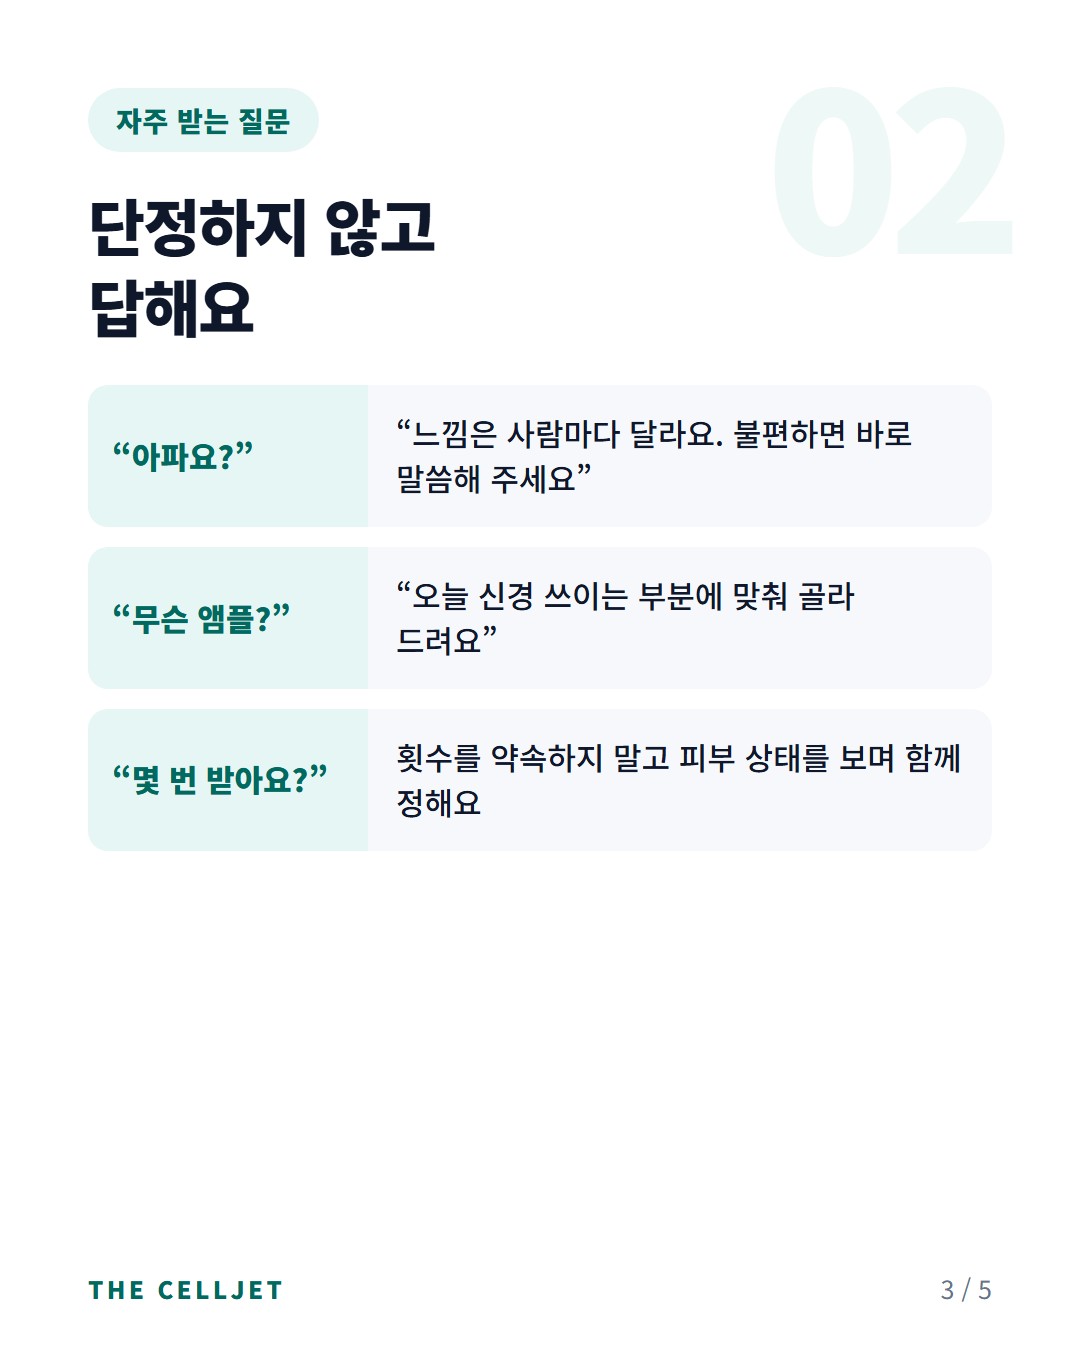 자주 받는 질문
02
단정하지 않고
답해요
“아파요?”
“느낌은 사람마다 달라요. 불편하면 바로
말씀해 주세요”
“무슨 앰플?”
“오늘 신경 쓰이는 부분에 맞춰 골라
드려요”
“몇 번 받아요?”
횟수를 약속하지 말고 피부 상태를 보며 함께
정해요
THE CELLJET
3 / 5